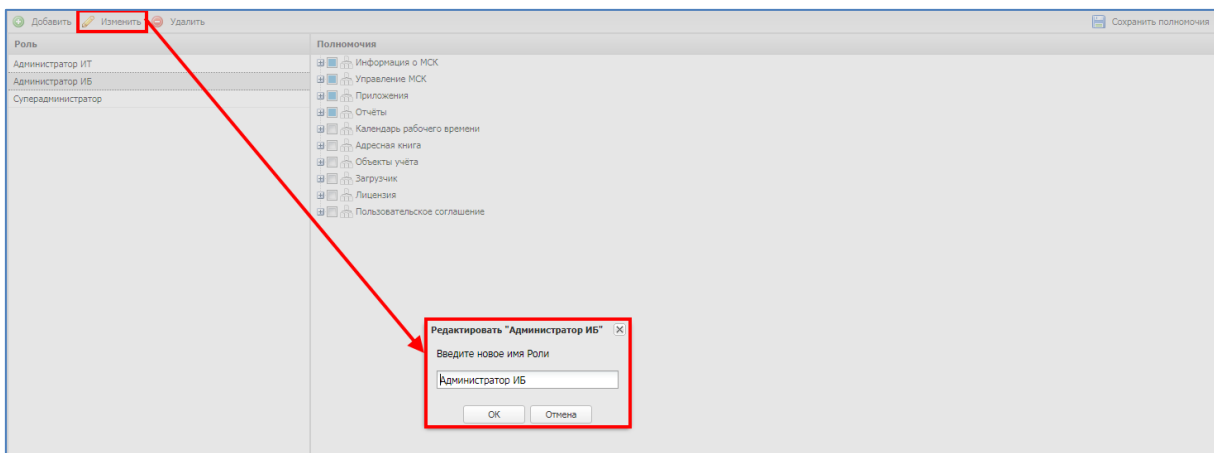 Добавить Изменить Удалить Сохранить полномочия
Роль Полномочия
Администратор ИТ
Администратор ИБ
Суперадминистратор
Информация о МСК
Управление МСК
Приложения
Отчёты
Календарь рабочего времени
Адресная книга
Объекты учёта
Загрузчик
Лицензия
Пользовательское соглашение
Редактировать "Администратор ИБ"
Введите новое имя Роли
Администратор ИБ
ОК Отмена